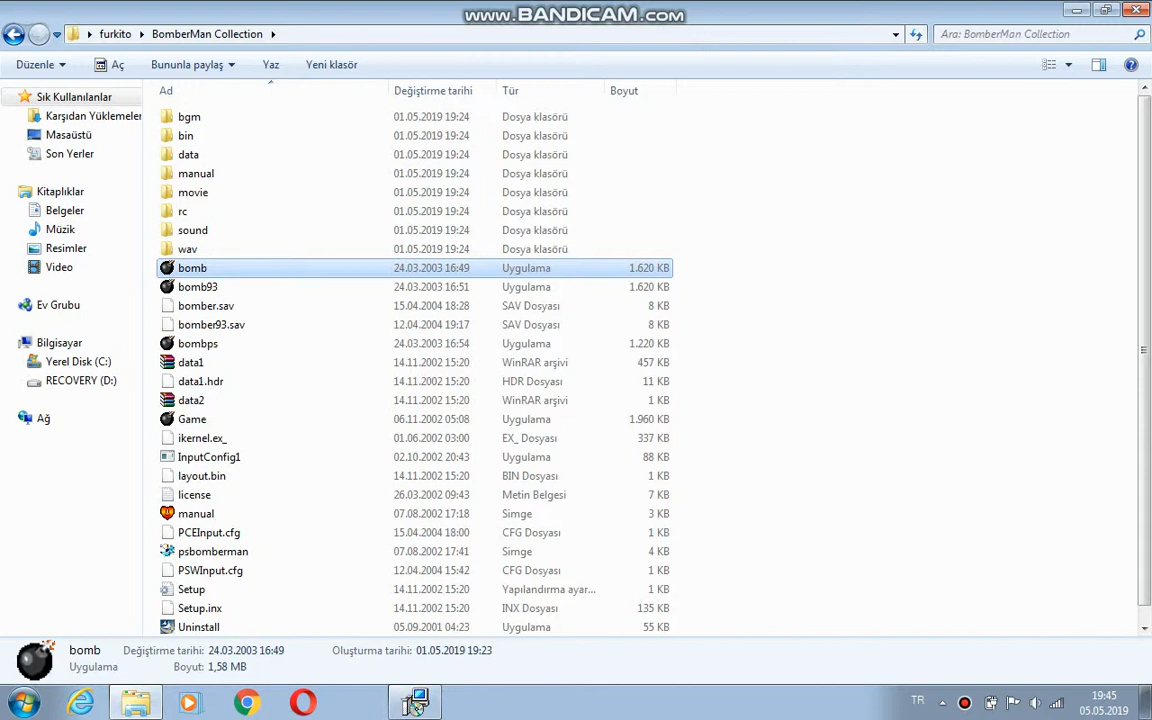 www.BANDICAM.com
furkito BomberMan Collection
Ara: BomberMan Collection
Düzenle Aç Bununla paylaş Yaz Yeni klasör
Ad Değiştirme tarihi Tür Boyut
Sık Kullanılanlar
Karşıdan Yüklemeler
Masaüstü
Son Yerler
Kitaplıklar
Belgeler
Müzik
Resimler
Video
Ev Grubu
Bilgisayar
Yerel Disk (C:)
RECOVERY (D:)
Ağ
bgm 01.05.2019 19:24 Dosya klasörü
bin 01.05.2019 19:24 Dosya klasörü
data 01.05.2019 19:24 Dosya klasörü
manual 01.05.2019 19:24 Dosya klasörü
movie 01.05.2019 19:24 Dosya klasörü
rc 01.05.2019 19:24 Dosya klasörü
sound 01.05.2019 19:24 Dosya klasörü
wav 01.05.2019 19:24 Dosya klasörü
bomb 24.03.2003 16:49 Uygulama 1.620 KB
bomb93 24.03.2003 16:51 Uygulama 1.620 KB
bomber.sav 15.04.2004 18:28 SAV Dosyası 8 KB
bomber93.sav 12.04.2004 19:17 SAV Dosyası 8 KB
bombps 24.03.2003 16:54 Uygulama 1.220 KB
data1 14.11.2002 15:20 WinRAR arşivi 457 KB
data1.hdr 14.11.2002 15:20 HDR Dosyası 11 KB
data2 14.11.2002 15:20 WinRAR arşivi 1 KB
Game 06.11.2002 05:08 Uygulama 1.960 KB
ikernel.ex_ 01.06.2002 03:00 EX_ Dosyası 337 KB
InputConfig1 02.10.2002 20:43 Uygulama 88 KB
layout.bin 14.11.2002 15:20 BIN Dosyası 1 KB
license 26.03.2002 09:43 Metin Belgesi 7 KB
manual 07.08.2002 17:18 Simge 3 KB
PCEInput.cfg 15.04.2004 18:00 CFG Dosyası 1 KB
psbomberman 07.08.2002 17:41 Simge 4 KB
PSWInput.cfg 12.04.2004 15:42 CFG Dosyası 1 KB
Setup 14.11.2002 15:20 Yapılandırma ayar... 1 KB
Setup.inx 14.11.2002 15:20 INX Dosyası 135 KB
Uninstall 05.09.2001 04:23 Uygulama 55 KB
bomb Değiştirme tarihi: 24.03.2003 16:49 Oluşturma tarihi: 01.05.2019 19:23
Uygulama Boyut: 1,58 MB
TR
19:45
05.05.2019